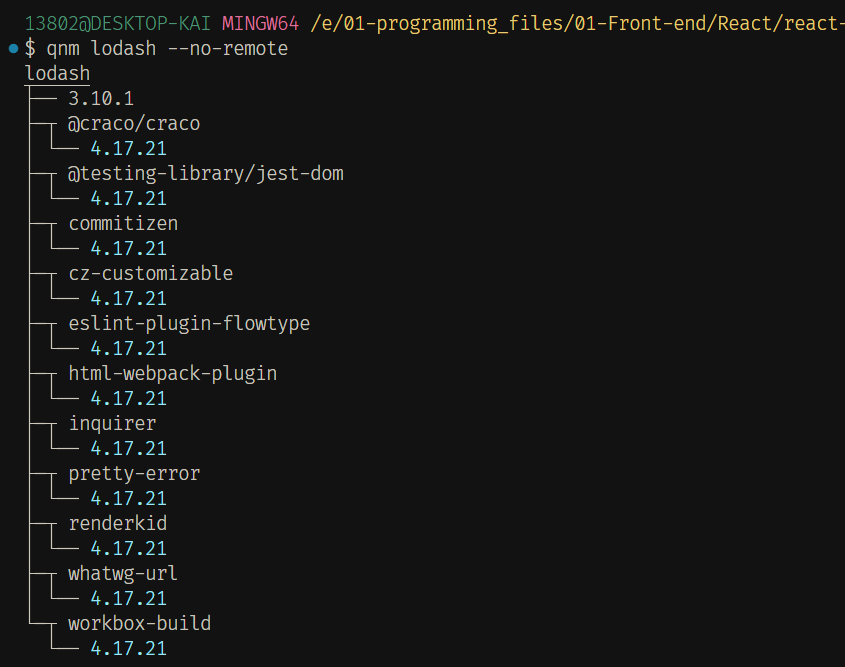 13802@DESKTOP-KAI MINGW64 /e/01-programming_files/01-Front-end/React/react-
$ qnm lodash --no-remote
lodash
├── 3.10.1
├─┬ @craco/craco
│ └── 4.17.21
├─┬ @testing-library/jest-dom
│ └── 4.17.21
├─┬ commitizen
│ └── 4.17.21
├─┬ cz-customizable
│ └── 4.17.21
├─┬ eslint-plugin-flowtype
│ └── 4.17.21
├─┬ html-webpack-plugin
│ └── 4.17.21
├─┬ inquirer
│ └── 4.17.21
├─┬ pretty-error
│ └── 4.17.21
├─┬ renderkid
│ └── 4.17.21
├─┬ whatwg-url
│ └── 4.17.21
└─┬ workbox-build
  └── 4.17.21